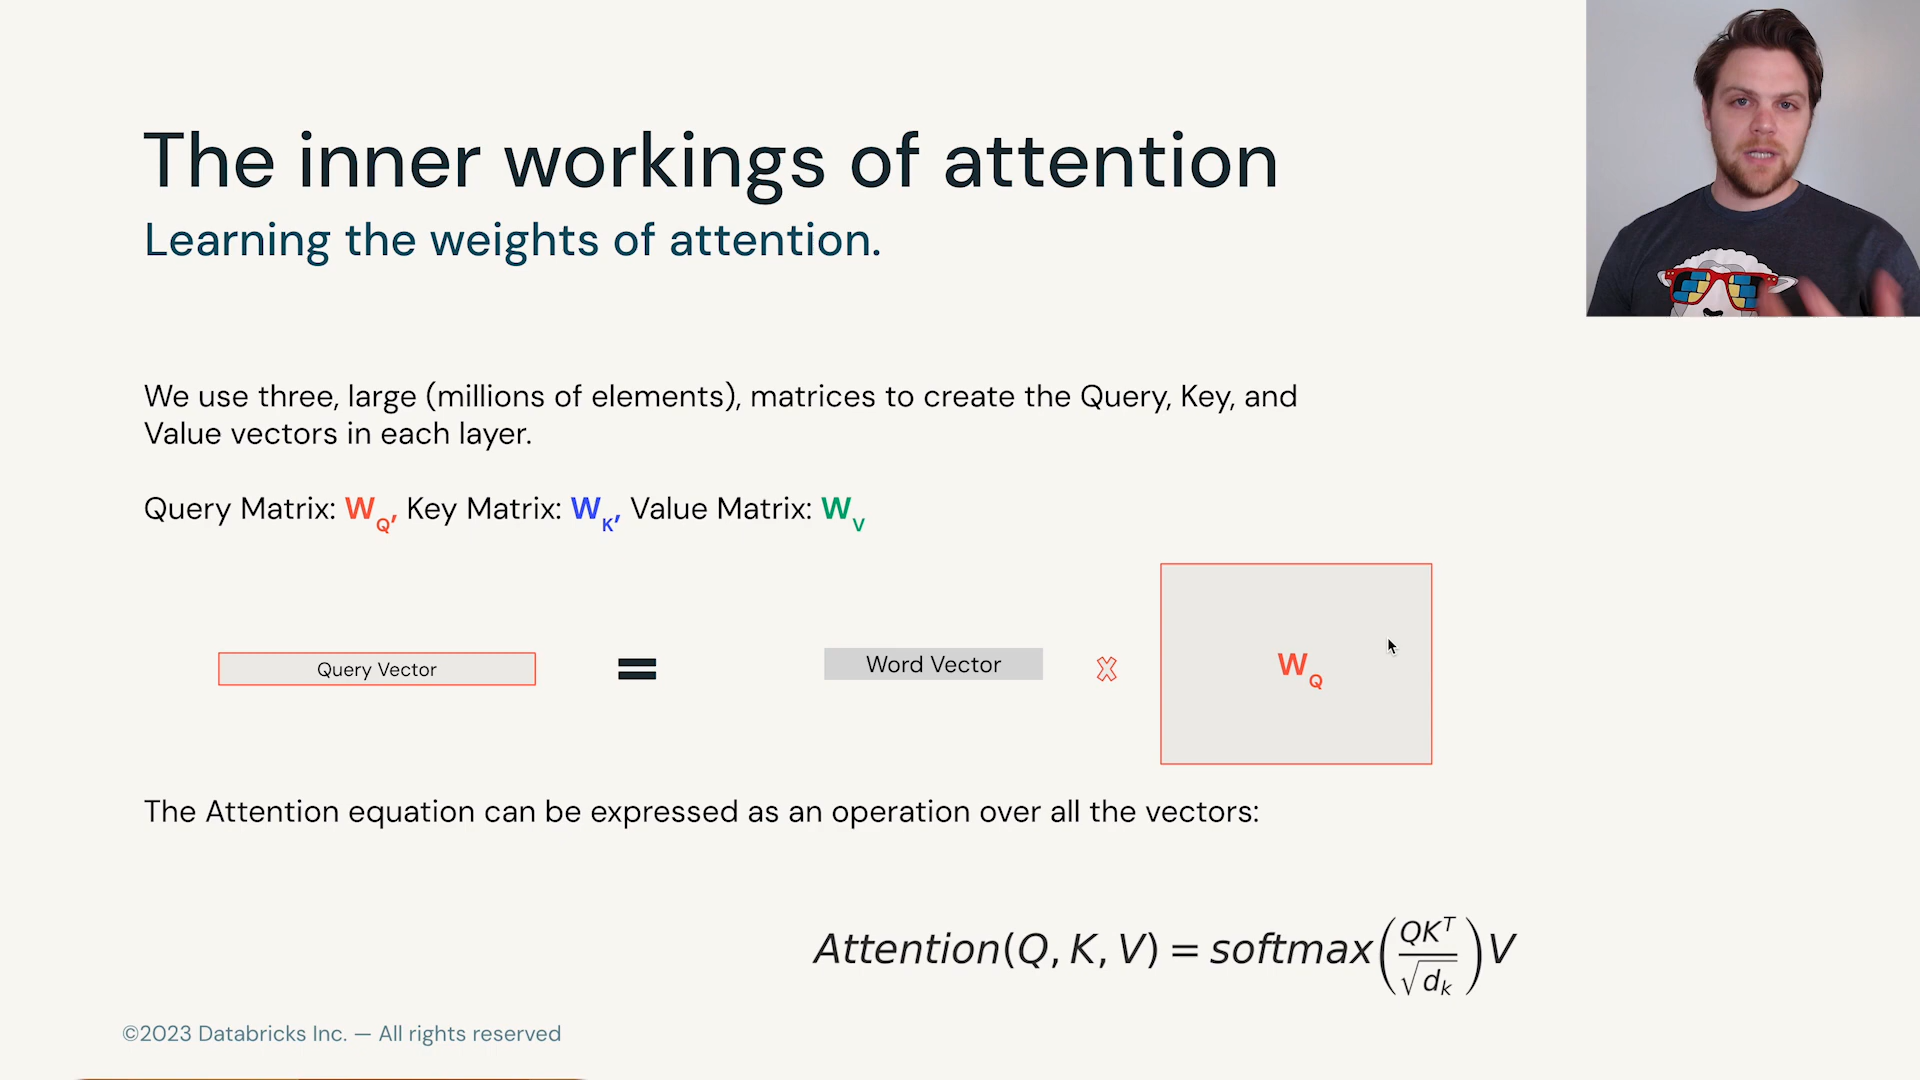 The inner workings of attention
Learning the weights of attention.
We use three, large (millions of elements), matrices to create the Query, Key, and
Value vectors in each layer.
Query Matrix: W_Q, Key Matrix: W_K, Value Matrix: W_V
Query Vector = Word Vector x W_Q
The Attention equation can be expressed as an operation over all the vectors:
Attention(Q, K, V) = softmax(QK^T / √d_k)V
©2023 Databricks Inc. — All rights reserved